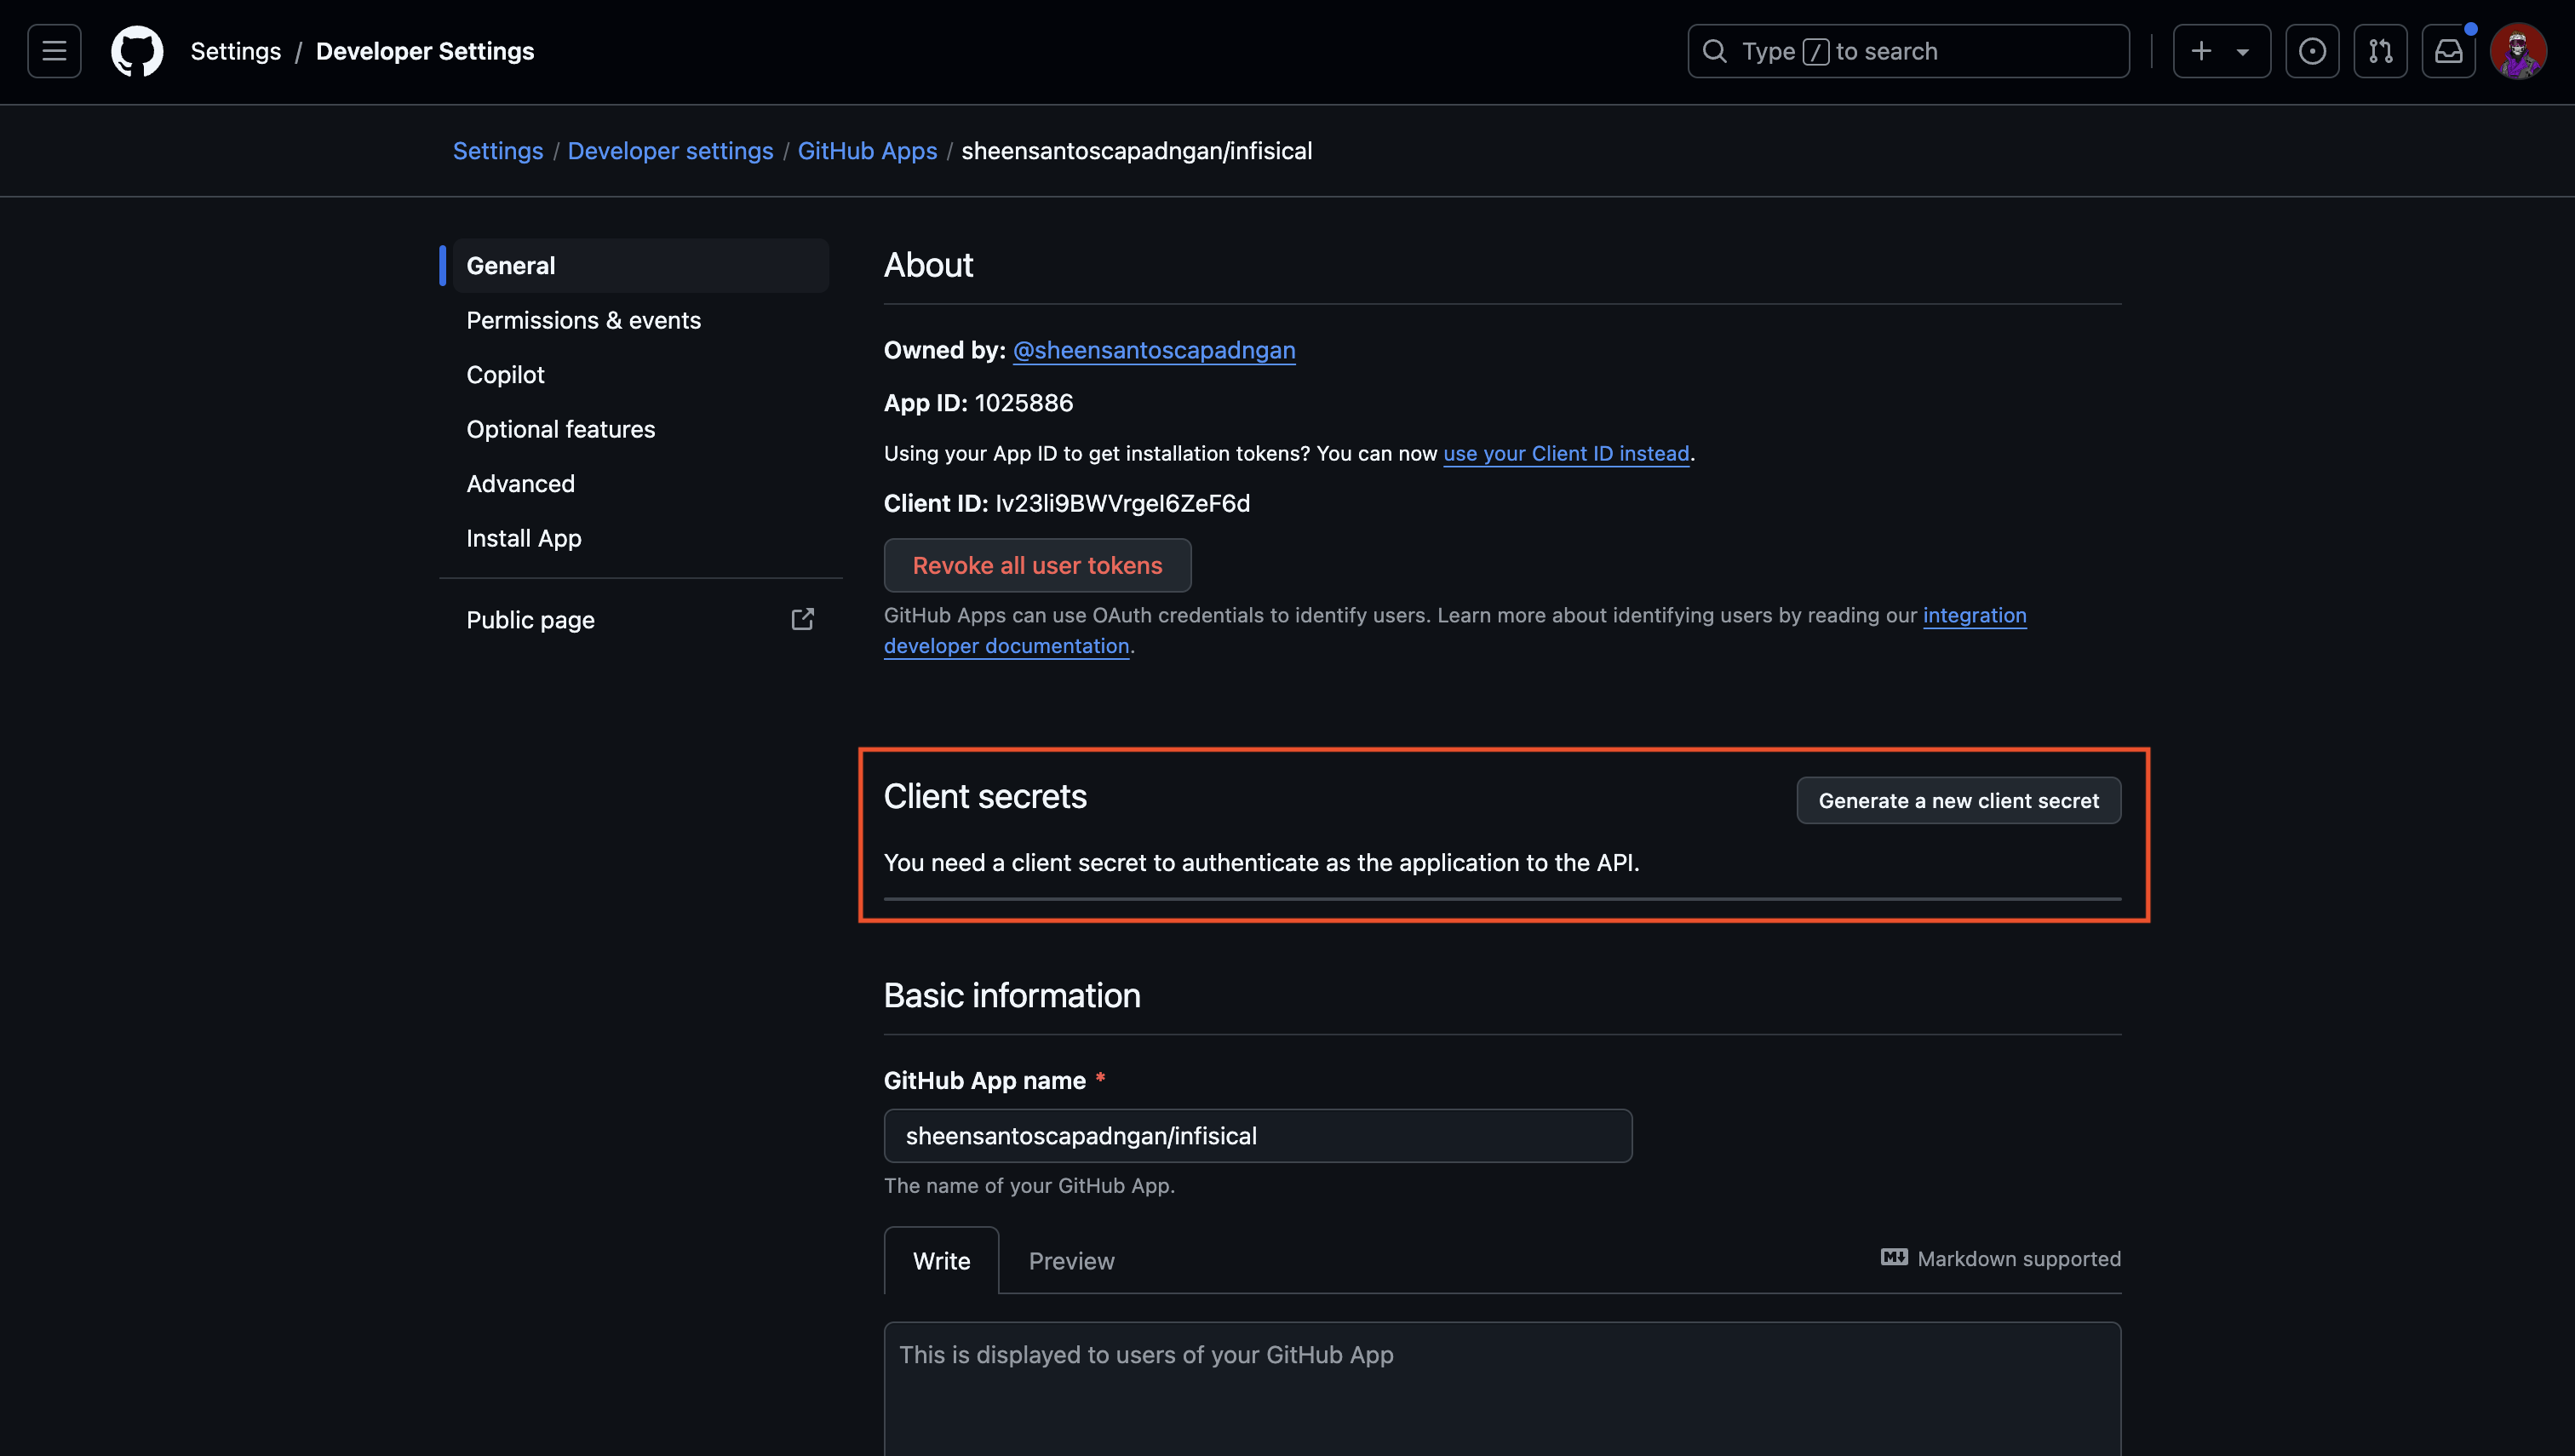 Settings / Developer Settings
Type / to search
Settings / Developer settings / GitHub Apps / sheensantoscapadngan/infisical
General
Permissions & events
Copilot
Optional features
Advanced
Install App
Public page
About
Owned by: @sheensantoscapadngan
App ID: 1025886
Using your App ID to get installation tokens? You can now use your Client ID instead.
Client ID: Iv23li9BWVrgeI6ZeF6d
Revoke all user tokens
GitHub Apps can use OAuth credentials to identify users. Learn more about identifying users by reading our integration
developer documentation.
Client secrets
Generate a new client secret
You need a client secret to authenticate as the application to the API.
Basic information
GitHub App name *
sheensantoscapadngan/infisical
The name of your GitHub App.
Write
Preview
Markdown supported
This is displayed to users of your GitHub App